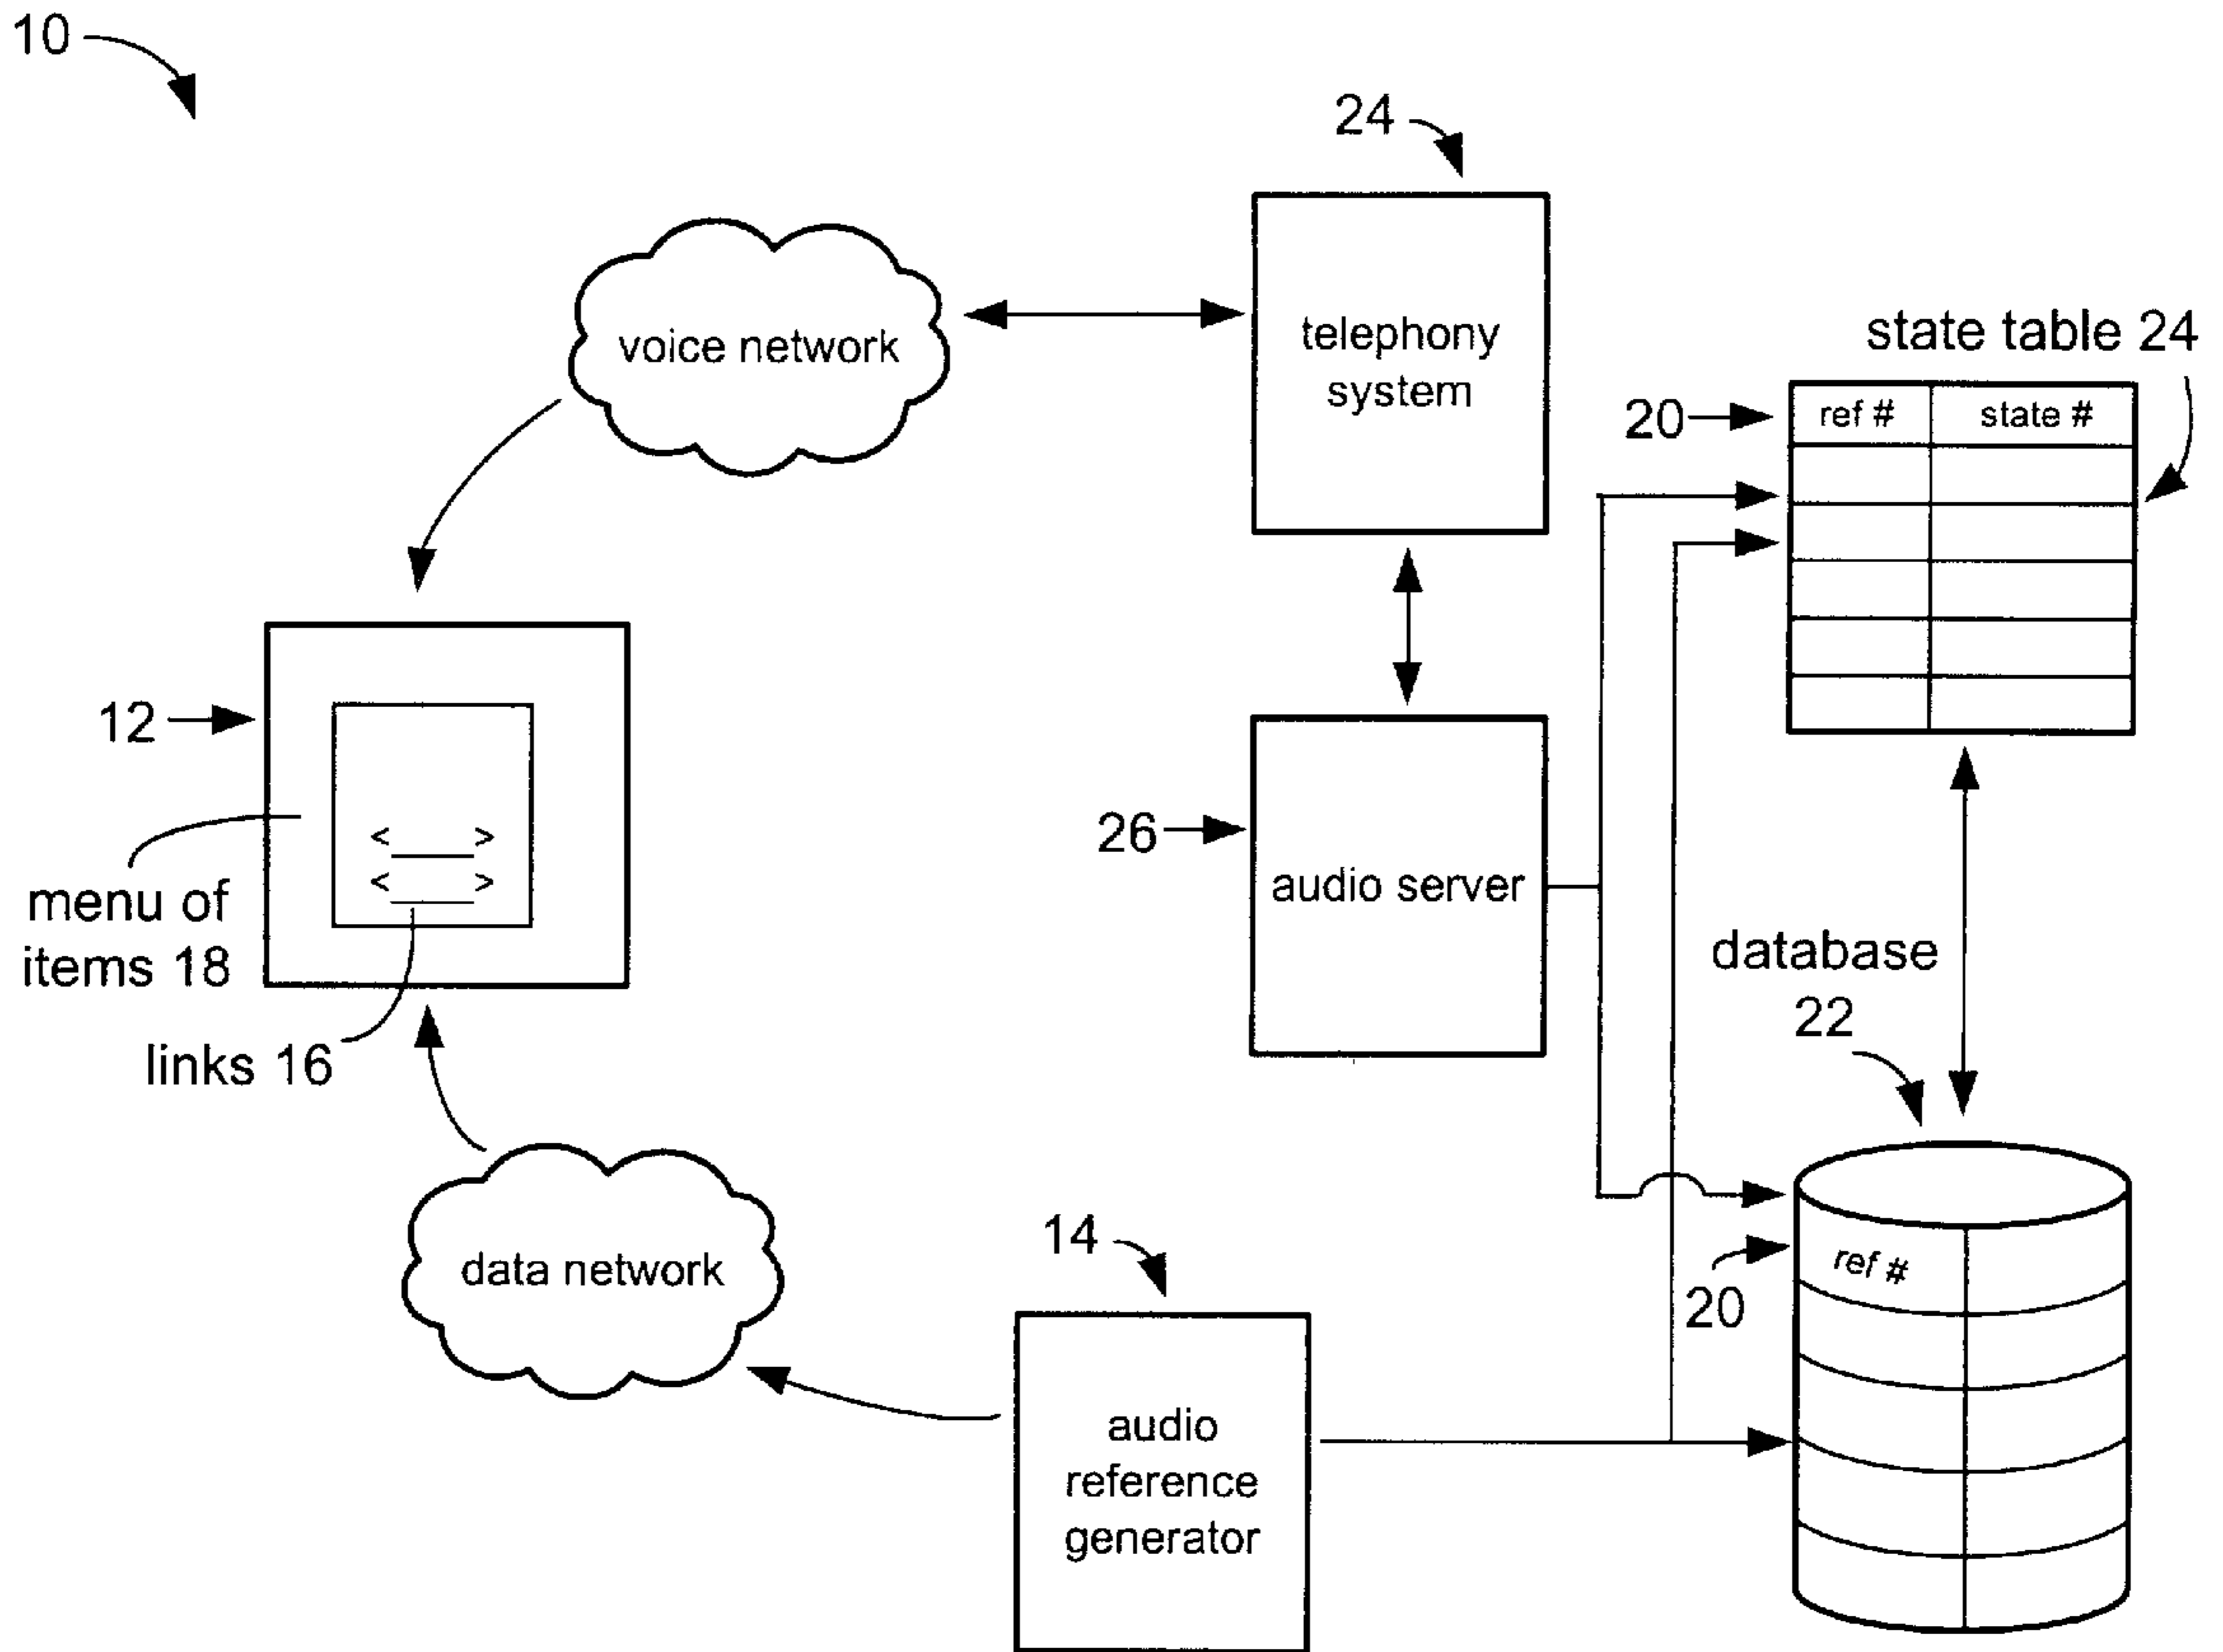 10
24
voice network
telephony
system
state table 24
20
ref #
state #
12
26
audio server
menu of
items 18
< >
< >
links 16
database
22
data network
14
20
ref #
audio
reference
generator